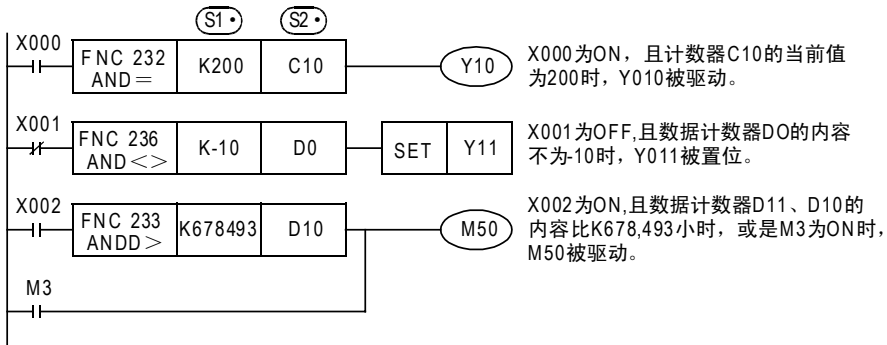 S1· S2·
X000
FNC 232 K200 C10 Y10
AND＝
X000为ON，且计数器C10的当前值
为200时，Y010被驱动。
X001
FNC 236 K-10 D0 SET Y11
AND＜＞
X001为OFF,且数据计数器DO的内容
不为-10时，Y011被置位。
X002
FNC 233 K678493 D10 M50
ANDD＞
X002为ON,且数据计数器D11、D10的
内容比K678,493小时，或是M3为ON时，
M50被驱动。
M3